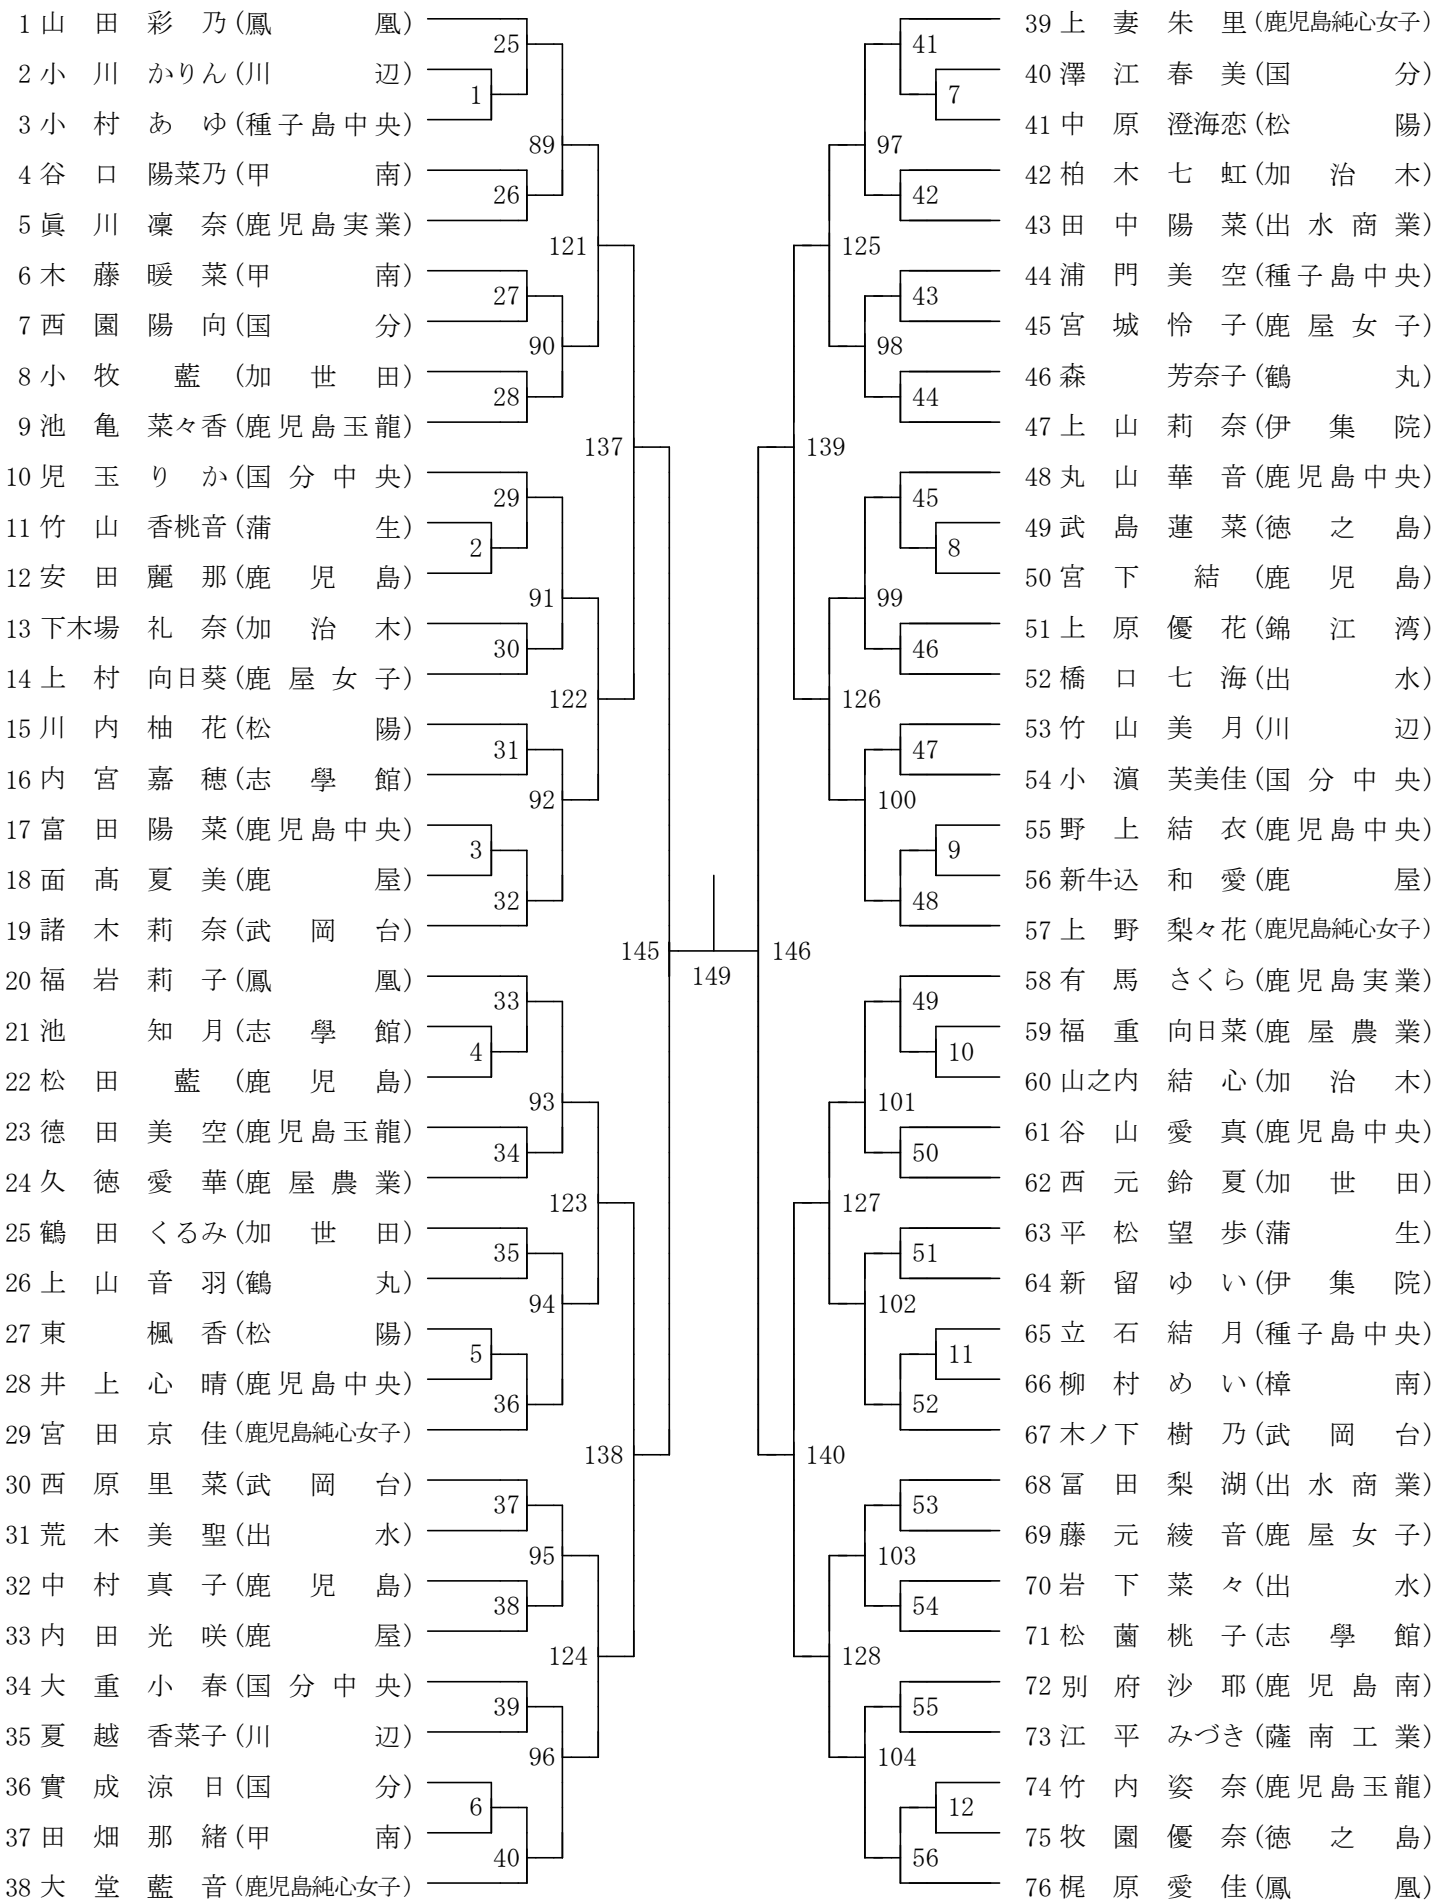 1 山田 彩乃 (鳳凰)
25
2 小川 かりん (川辺)
1
3 小村 あゆ (種子島中央)
89
4 谷口 陽菜乃 (甲南)
26
5 眞川 凜奈 (鹿児島実業)
121
6 木藤 暖菜 (甲南)
27
7 西園 陽向 (国分)
90
8 小牧 藍 (加世田)
28
9 池亀 菜々香 (鹿児島玉龍)
137
10 児玉 りか (国分中央)
29
11 竹山 香桃音 (蒲生)
2
12 安田 麗那 (鹿児島)
91
13 下木場 礼奈 (加治木)
30
14 上村 向日葵 (鹿屋女子)
122
15 川内 柚花 (松陽)
31
16 内宮 嘉穂 (志學館)
92
17 富田 陽菜 (鹿児島中央)
3
18 面髙 夏美 (鹿屋)
32
19 諸木 莉奈 (武岡台)
145
20 福岩 莉子 (鳳凰)
33
21 池 知月 (志學館)
4
22 松田 藍 (鹿児島)
93
23 德田 美空 (鹿児島玉龍)
34
24 久徳 愛華 (鹿屋農業)
123
25 鶴田 くるみ (加世田)
35
26 上山 音羽 (鶴丸)
94
27 東 楓香 (松陽)
5
28 井上 心晴 (鹿児島中央)
36
29 宮田 京佳 (鹿児島純心女子)
138
30 西原 里菜 (武岡台)
37
31 荒木 美聖 (出水)
95
32 中村 真子 (鹿児島)
38
33 内田 光咲 (鹿屋)
124
34 大重 小春 (国分中央)
39
35 夏越 香菜子 (川辺)
96
36 實成 涼日 (国分)
6
37 田畑 那緒 (甲南)
40
38 大堂 藍音 (鹿児島純心女子)
149
39 上妻 朱里 (鹿児島純心女子)
41
40 澤江 春美 (国分)
7
41 中原 澄海恋 (松陽)
97
42 柏木 七虹 (加治木)
42
43 田中 陽菜 (出水商業)
125
44 浦門 美空 (種子島中央)
43
45 宮城 怜子 (鹿屋女子)
98
46 森 芳奈子 (鶴丸)
44
47 上山 莉奈 (伊集院)
139
48 丸山 華音 (鹿児島中央)
45
49 武島 蓮菜 (徳之島)
8
50 宮下 結 (鹿児島)
99
51 上原 優花 (錦江湾)
46
52 橋口 七海 (出水)
126
53 竹山 美月 (川辺)
47
54 小濵 芙美佳 (国分中央)
100
55 野上 結衣 (鹿児島中央)
9
56 新牛込 和愛 (鹿屋)
48
57 上野 梨々花 (鹿児島純心女子)
146
58 有馬 さくら (鹿児島実業)
49
59 福重 向日菜 (鹿屋農業)
10
60 山之内 結心 (加治木)
101
61 谷山 愛真 (鹿児島中央)
50
62 西元 鈴夏 (加世田)
127
63 平松 望歩 (蒲生)
51
64 新留 ゆい (伊集院)
102
65 立石 結月 (種子島中央)
11
66 柳村 めい (樟南)
52
67 木ノ下 樹乃 (武岡台)
140
68 冨田 梨湖 (出水商業)
53
69 藤元 綾音 (鹿屋女子)
103
70 岩下 菜々 (出水)
54
71 松薗 桃子 (志學館)
128
72 別府 沙耶 (鹿児島南)
55
73 江平 みづき (薩南工業)
104
74 竹内 姿奈 (鹿児島玉龍)
12
75 牧園 優奈 (徳之島)
56
76 梶原 愛佳 (鳳凰)